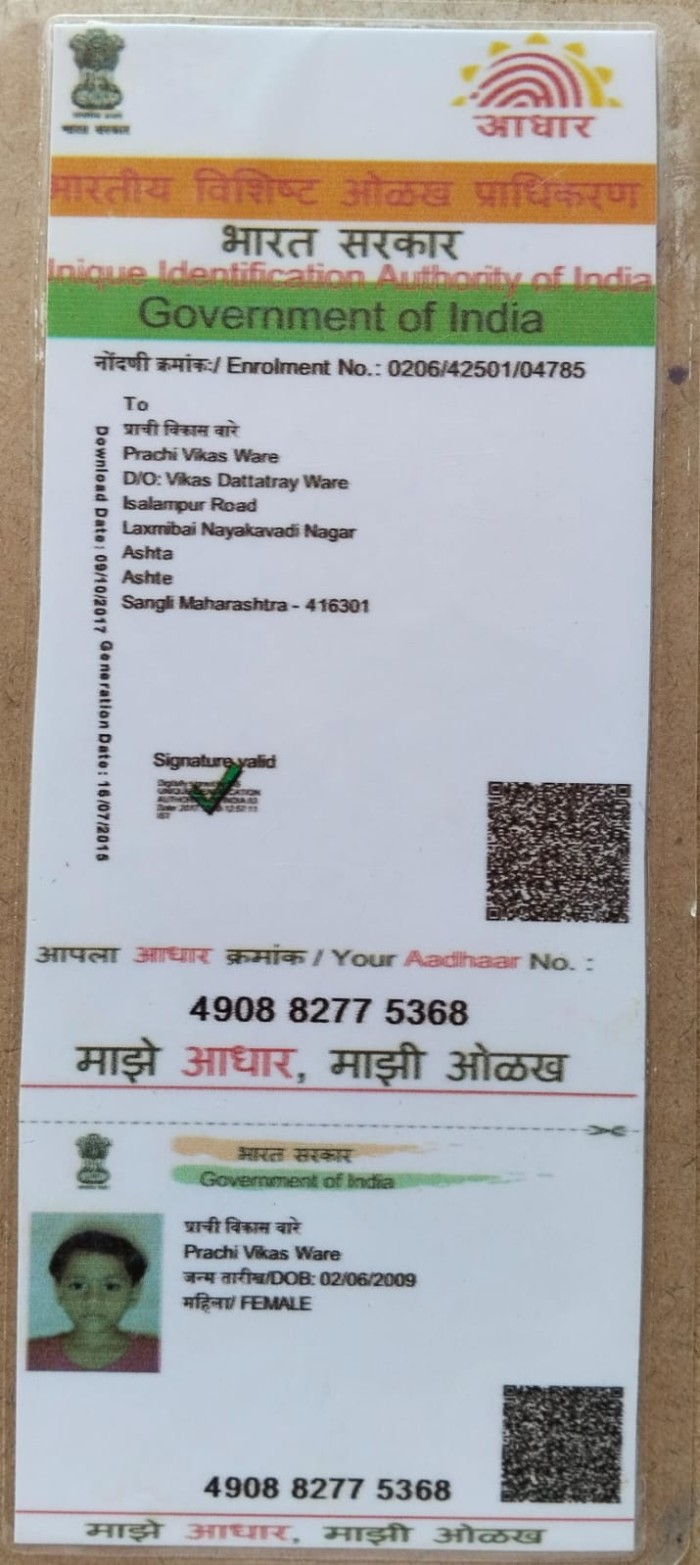 भारत सरकार
आधार
भारतीय विशिष्ट ओळख प्राधिकरण
भारत सरकार
Unique Identification Authority of India
Government of India
नोंदणी क्रमांक:/ Enrolment No.: 0206/42501/04785
To
प्राची विकास वारे
Prachi Vikas Ware
D/O: Vikas Dattatray Ware
Isalampur Road
Laxmibai Nayakavadi Nagar
Ashta
Ashte
Sangli Maharashtra - 416301
Download Date: 09/10/2017 Generation Date: 16/07/2015
Signature valid
आपला आधार क्रमांक / Your Aadhaar No. :
4908 8277 5368
माझे आधार, माझी ओळख
भारत सरकार
Government of India
प्राची विकास वारे
Prachi Vikas Ware
जन्म तारीख/DOB: 02/06/2009
महिला/ FEMALE
4908 8277 5368
माझे आधार, माझी ओळख